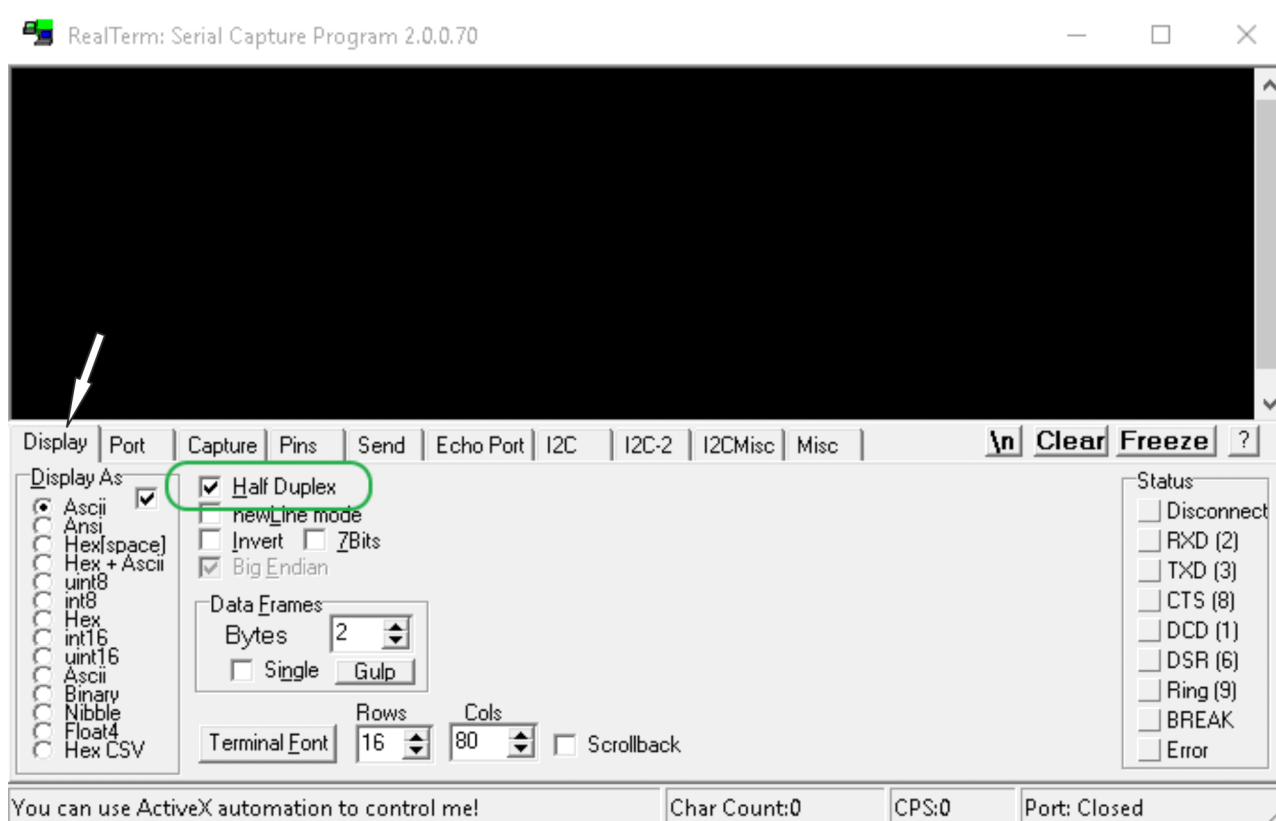 RealTerm: Serial Capture Program 2.0.0.70
Display Port Capture Pins Send Echo Port I2C I2C-2 I2CMisc Misc \n Clear Freeze ?
Display As
Ascii
Ansi
Hex[space]
Hex + Ascii
uint8
int8
Hex
int16
uint16
Ascii
Binary
Nibble
Float4
Hex CSV
Half Duplex
newLine mode
Invert 7Bits
Big Endian
Data Frames
Bytes 2
Single Gulp
Rows Cols
Terminal Font 16 80 Scrollback
Status
Disconnect
RXD (2)
TXD (3)
CTS (8)
DCD (1)
DSR (6)
Ring (9)
BREAK
Error
You can use ActiveX automation to control me! Char Count:0 CPS:0 Port: Closed